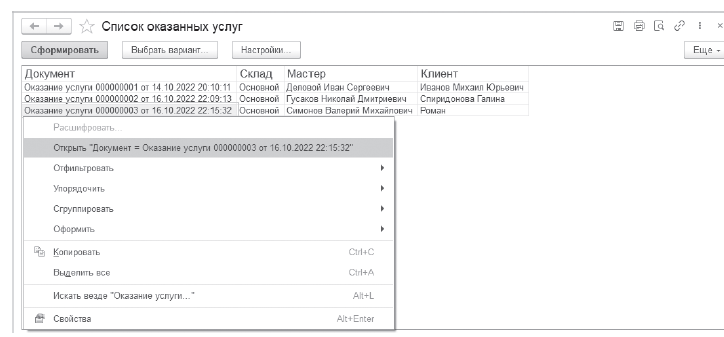 Список оказанных услуг
Сформировать Выбрать вариант... Настройки... Еще
Документ Склад Мастер Клиент
Оказание услуги 000000001 от 14.10.2022 20:10:11 Основной Деловой Иван Сергеевич Иванов Михаил Юрьевич
Оказание услуги 000000002 от 16.10.2022 22:09:13 Основной Гусаков Николай Дмитриевич Спиридонова Галина
Оказание услуги 000000003 от 16.10.2022 22:15:32 Основной Симонов Валерий Михайлович Роман
Расшифровать...
Открыть "Документ = Оказание услуги 000000003 от 16.10.2022 22:15:32"
Отфильтровать
Упорядочить
Сгруппировать
Оформить
Копировать Ctrl+C
Выделить все Ctrl+A
Искать везде "Оказание услуги..." Alt+L
Свойства Alt+Enter